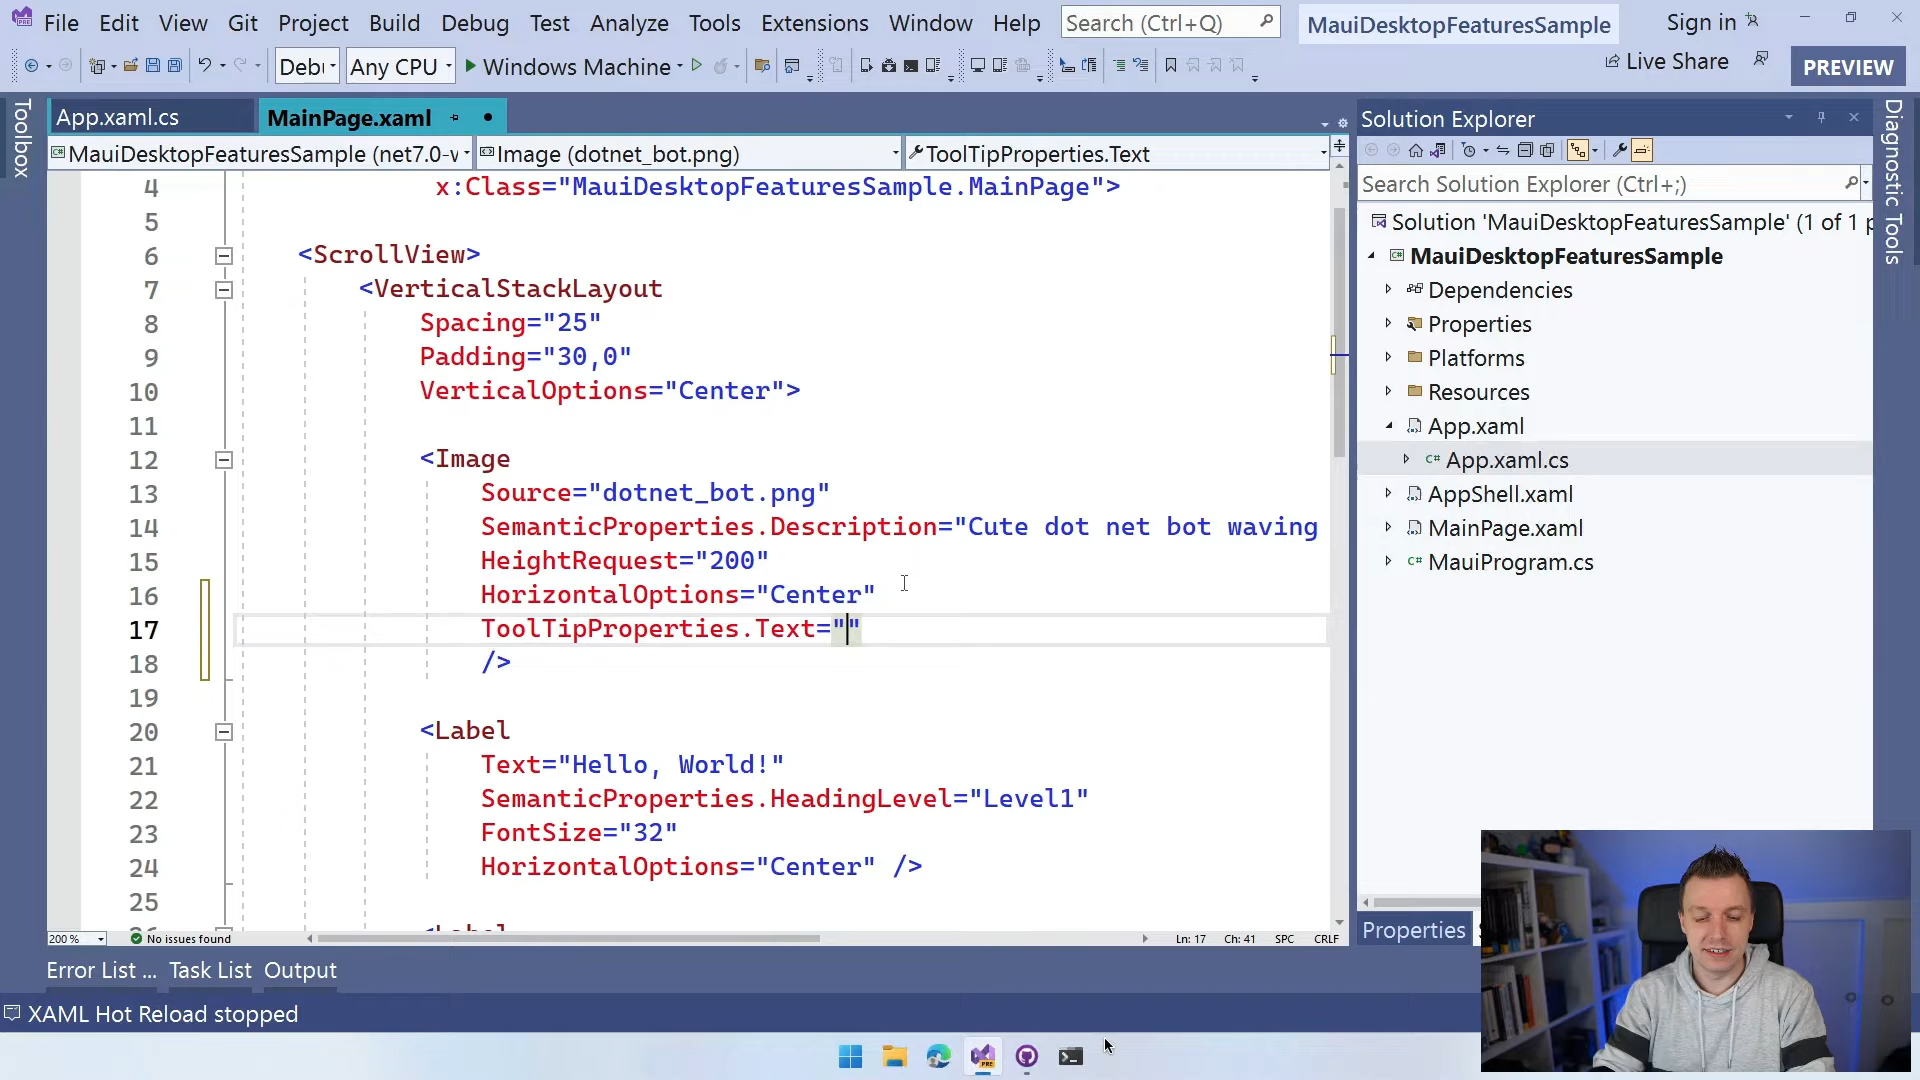 File Edit View Git Project Build Debug Test Analyze Tools Extensions Window Help Search (Ctrl+Q) MauiDesktopFeaturesSample Sign in
Debu Any CPU Windows Machine Live Share PREVIEW
Toolbox
App.xaml.cs MainPage.xaml
MauiDesktopFeaturesSample (net7.0-v Image (dotnet_bot.png) ToolTipProperties.Text
4 x:Class="MauiDesktopFeaturesSample.MainPage">
5
6 <ScrollView>
7 <VerticalStackLayout
8 Spacing="25"
9 Padding="30,0"
10 VerticalOptions="Center">
11
12 <Image
13 Source="dotnet_bot.png"
14 SemanticProperties.Description="Cute dot net bot waving
15 HeightRequest="200"
16 HorizontalOptions="Center"
17 ToolTipProperties.Text=""
18 />
19
20 <Label
21 Text="Hello, World!"
22 SemanticProperties.HeadingLevel="Level1"
23 FontSize="32"
24 HorizontalOptions="Center" />
25
26 <Label
200 % No issues found Ln: 17 Ch: 41 SPC CRLF
Solution Explorer
Search Solution Explorer (Ctrl+;)
Solution 'MauiDesktopFeaturesSample' (1 of 1 p
MauiDesktopFeaturesSample
Dependencies
Properties
Platforms
Resources
App.xaml
C# App.xaml.cs
AppShell.xaml
MainPage.xaml
C# MauiProgram.cs
Properties
Diagnostic Tools
Error List ... Task List Output
XAML Hot Reload stopped
PRE